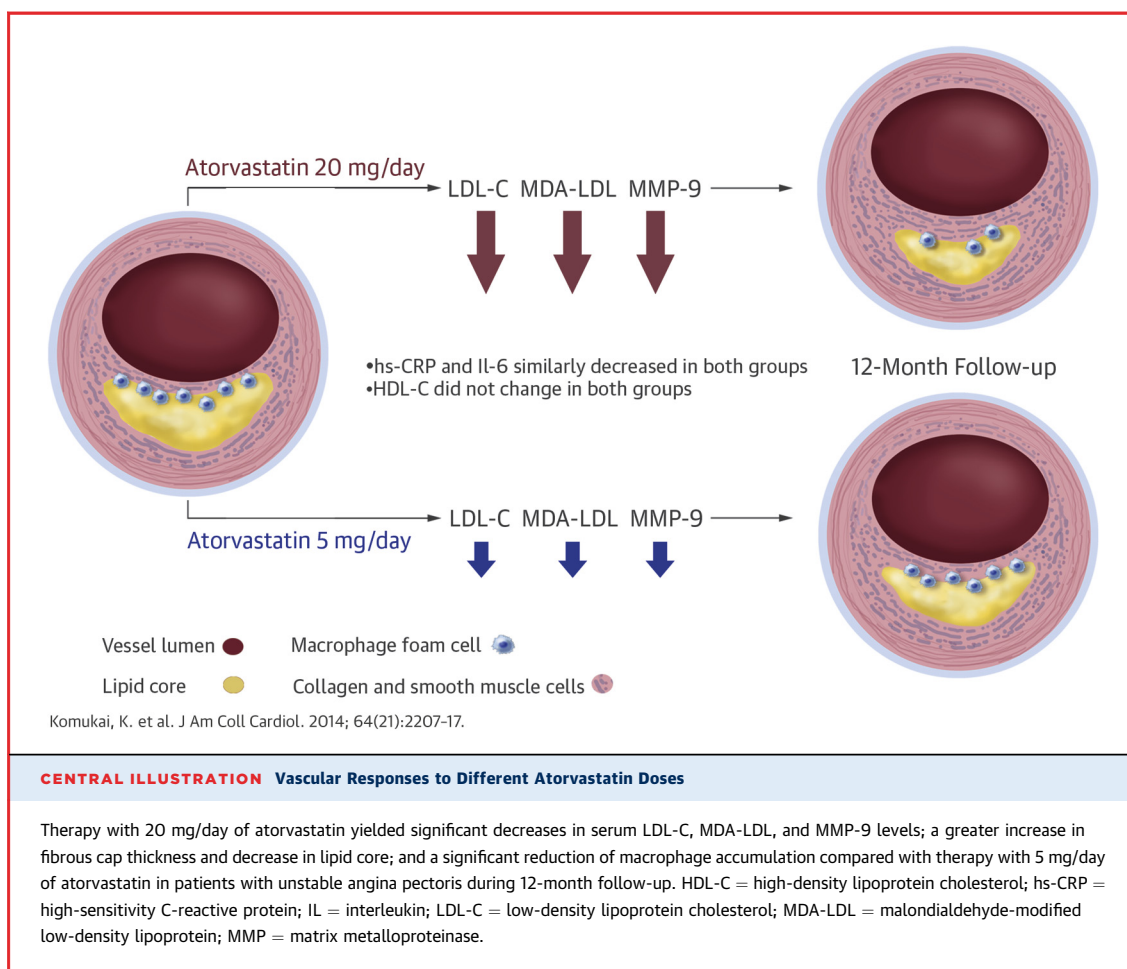 Atorvastatin 20 mg/day
LDL-C MDA-LDL MMP-9
•hs-CRP and Il-6 similarly decreased in both groups
•HDL-C did not change in both groups
12-Month Follow-up
LDL-C MDA-LDL MMP-9
Atorvastatin 5 mg/day
Vessel lumen
Macrophage foam cell
Lipid core
Collagen and smooth muscle cells
Komukai, K. et al. J Am Coll Cardiol. 2014; 64(21):2207-17.
CENTRAL ILLUSTRATION Vascular Responses to Different Atorvastatin Doses
Therapy with 20 mg/day of atorvastatin yielded significant decreases in serum LDL-C, MDA-LDL, and MMP-9 levels; a greater increase in
fibrous cap thickness and decrease in lipid core; and a significant reduction of macrophage accumulation compared with therapy with 5 mg/day
of atorvastatin in patients with unstable angina pectoris during 12-month follow-up. HDL-C = high-density lipoprotein cholesterol; hs-CRP =
high-sensitivity C-reactive protein; IL = interleukin; LDL-C = low-density lipoprotein cholesterol; MDA-LDL = malondialdehyde-modified
low-density lipoprotein; MMP = matrix metalloproteinase.